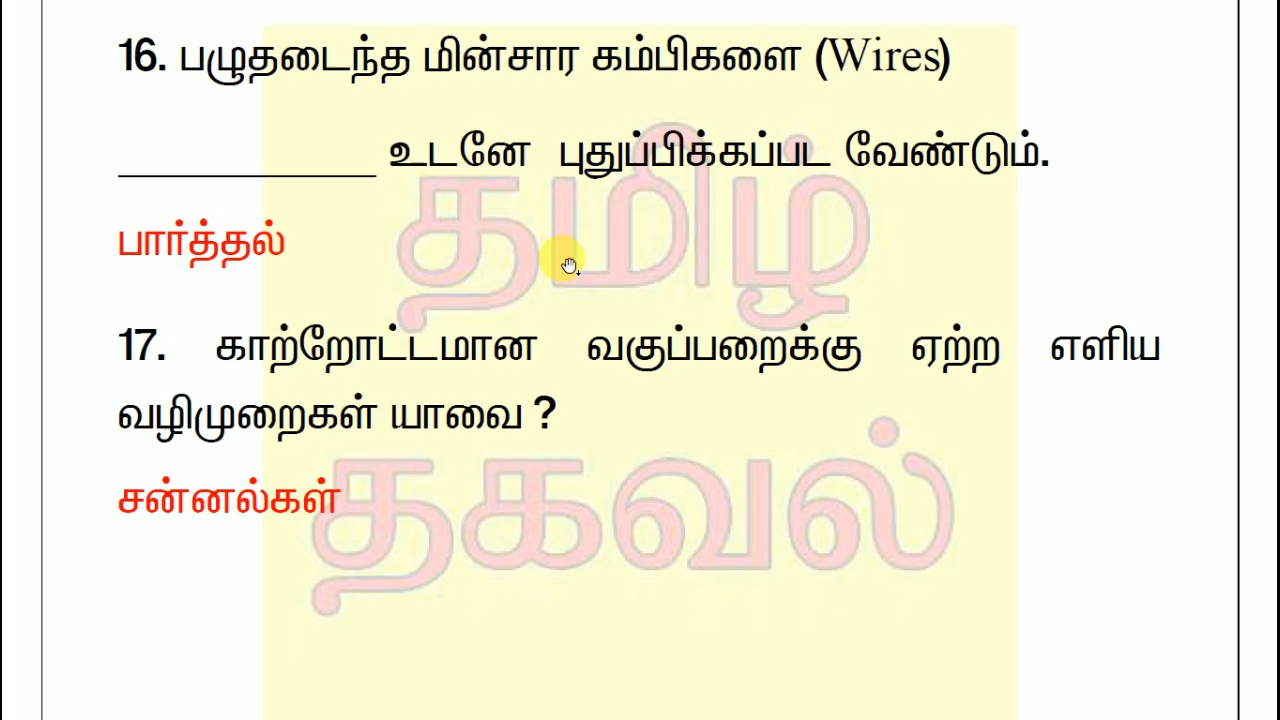 16. பழுதடைந்த மின்சார கம்பிகளை (Wires)
____________ உடனே புதுப்பிக்கப்பட வேண்டும்.
பார்த்தல்
தமிழ்
17. காற்றோட்டமான வகுப்பறைக்கு ஏற்ற எளிய
வழிமுறைகள் யாவை ?
சன்னல்கள்
தகவல்